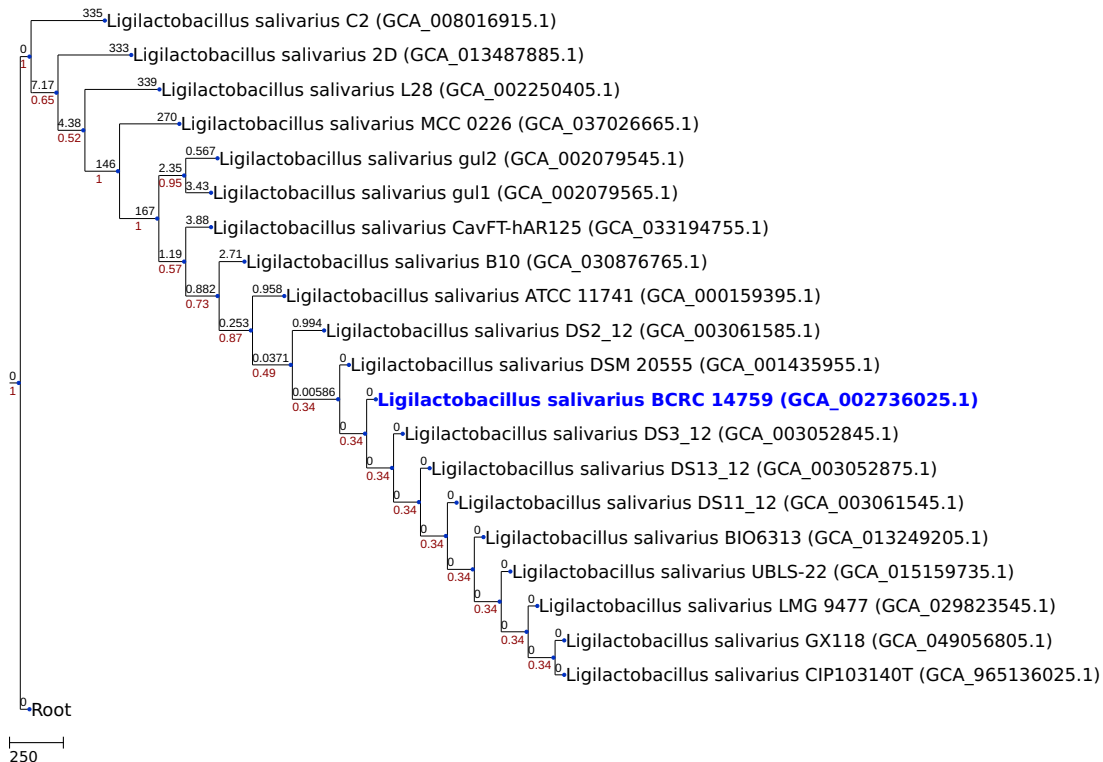 335 Ligilactobacillus salivarius C2 (GCA_008016915.1)
0
1
333 Ligilactobacillus salivarius 2D (GCA_013487885.1)
7.17
0.65
339 Ligilactobacillus salivarius L28 (GCA_002250405.1)
4.38
0.52
270 Ligilactobacillus salivarius MCC 0226 (GCA_037026665.1)
146
1
0.567 Ligilactobacillus salivarius gul2 (GCA_002079545.1)
2.35
0.95
3.43 Ligilactobacillus salivarius gul1 (GCA_002079565.1)
167
1
3.88 Ligilactobacillus salivarius CavFT-hAR125 (GCA_033194755.1)
1.19
0.57
2.71 Ligilactobacillus salivarius B10 (GCA_030876765.1)
0.882
0.73
0.958 Ligilactobacillus salivarius ATCC 11741 (GCA_000159395.1)
0.253
0.87
0.994 Ligilactobacillus salivarius DS2_12 (GCA_003061585.1)
0.0371
0.49
0 Ligilactobacillus salivarius DSM 20555 (GCA_001435955.1)
0
1
0.00586
0.34
0 Ligilactobacillus salivarius BCRC 14759 (GCA_002736025.1)
0
0.34
0 Ligilactobacillus salivarius DS3_12 (GCA_003052845.1)
0
0.34
0 Ligilactobacillus salivarius DS13_12 (GCA_003052875.1)
0
0.34
0 Ligilactobacillus salivarius DS11_12 (GCA_003061545.1)
0
0.34
0 Ligilactobacillus salivarius BIO6313 (GCA_013249205.1)
0
0.34
0 Ligilactobacillus salivarius UBLS-22 (GCA_015159735.1)
0
0.34
0 Ligilactobacillus salivarius LMG 9477 (GCA_029823545.1)
0
0.34
0 Ligilactobacillus salivarius GX118 (GCA_049056805.1)
0
0.34
0 Ligilactobacillus salivarius CIP103140T (GCA_965136025.1)
0 Root
250